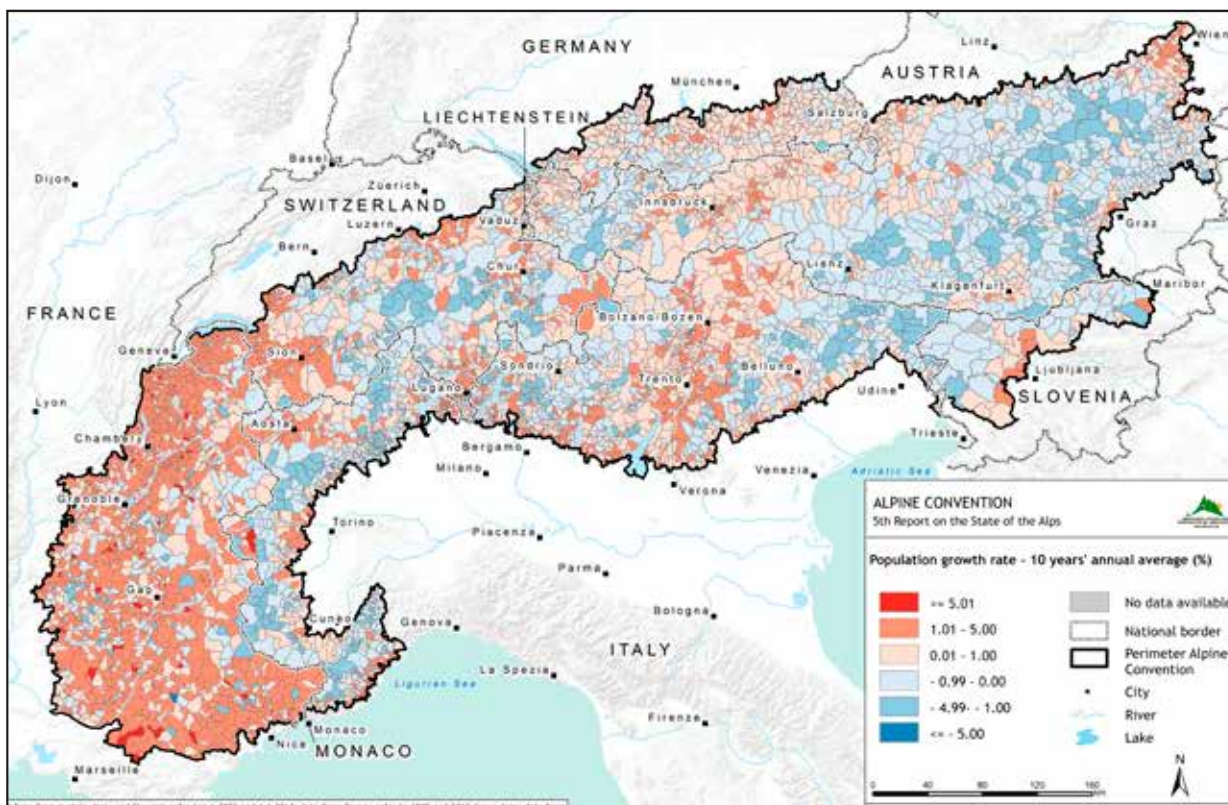 GERMANY
Linz
Wien
München
AUSTRIA
LIECHTENSTEIN
Salzburg
Basel
Dijon
Züerich
SWITZERLAND
Innsbruck
Luzern
Vaduz
Graz
Bern
Chur
Lienz
Maribor
Klagenfurt
FRANCE
Bolzano/Bozen
Geneva
Sion
Sondrio
Belluno
Ljubljana
Trento
Lugano
Udine
SLOVENIA
Lyon
Aosta
Trieste
Chambéry
Bergamo
Milano
Venezia
Adriatic Sea
Verona
Grenoble
Torino
Piacenza
Parma
Gap
Cuneo
Genova
Bologna
ITALY
La Spezia
Ligurian Sea
Firenze
Monaco
Nice
MONACO
Marseille
ALPINE CONVENTION
5th Report on the State of the Alps
Population growth rate - 10 years' annual average (%)
>= 5.01
1.01 - 5.00
0.01 - 1.00
- 0.99 - 0.00
- 4.99- - 1.00
<= - 5.00
No data available
National border
Perimeter Alpine
Convention
City
River
Lake
N
0 40 80 120 160